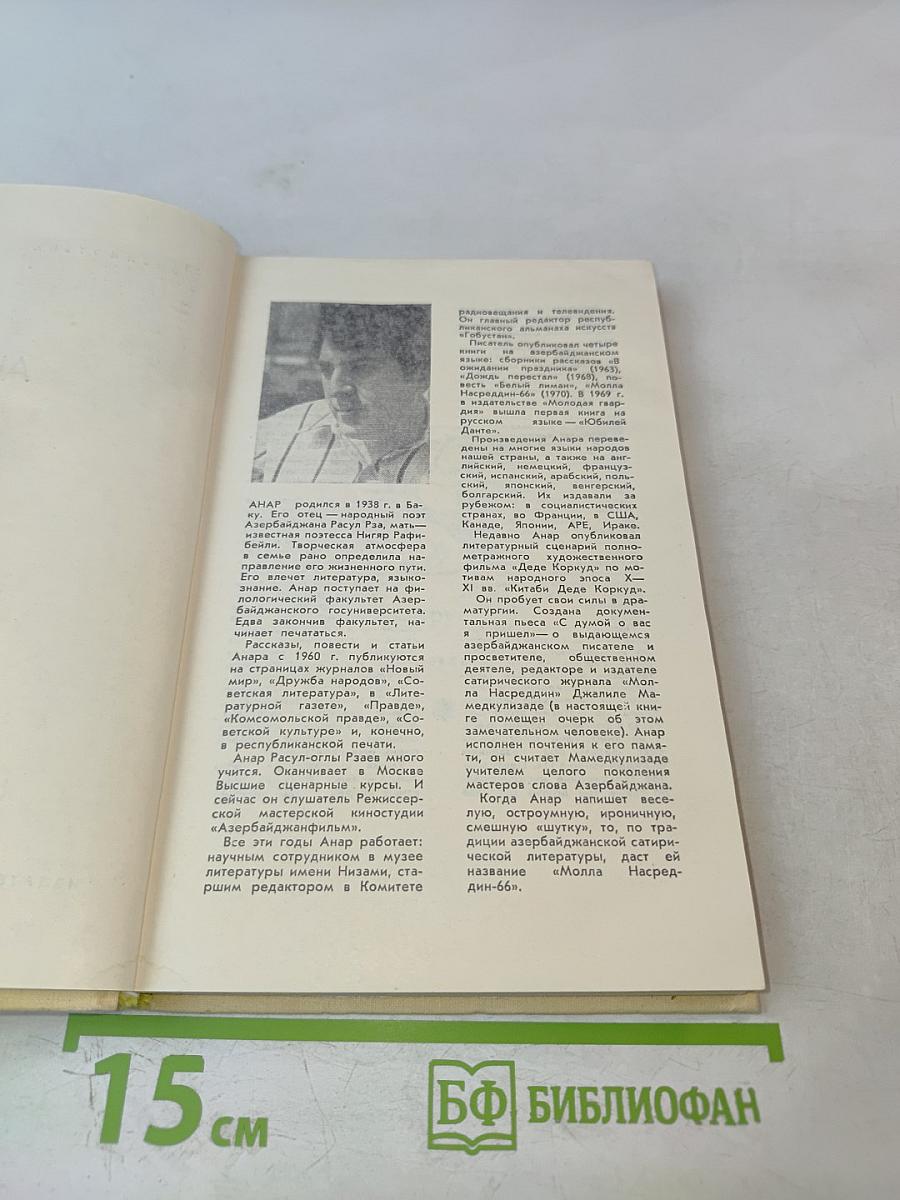 АНАР родился в 1938 г. в Ба-
ку. Его отец — народный поэт
Азербайджана Расул Рза, мать—
известная поэтесса Нигяр Рафи-
бейли. Творческая атмосфера
в семье рано определила на-
правление его жизненного пути.
Его влечет литература, языко-
знание. Анар поступает на фи-
лологический факультет Азер-
байджанского госуниверситета.
Едва закончив факультет, на-
чинает печататься.
Рассказы, повести и статьи
Анара с 1960 г. публикуются
на страницах журналов «Новый
мир», «Дружба народов», «Со-
ветская литература», в «Лите-
ратурной газете», «Правде»,
«Комсомольской правде», «Со-
ветской культуре» и, конечно,
в республиканской печати.
Анар Расул-оглы Рзаев много
учится. Оканчивает в Москве
Высшие сценарные курсы. И
сейчас он слушатель Режиссер-
ской мастерской киностудии
«Азербайджанфильм».
Все эти годы Анар работает:
научным сотрудником в музее
литературы имени Низами, ста-
ршим редактором в Комитете
радиовещания и телевидения.
Он главный редактор респуб-
ликанского альманаха искусств
«Гобустан».
Писатель опубликовал четыре
книги на азербайджанском
языке: сборники рассказов «В
ожидании праздника» (1963),
«Дождь перестал» (1968), по-
весть «Белый лиман», «Молла
Насреддин-66» (1970). В 1969 г.
в издательстве «Молодая гвар-
дия» вышла первая книга на
русском языке — «Юбилей
Данте».
Произведения Анара переве-
дены на многие языки народов
нашей страны, а также на анг-
лийский, немецкий, француз-
ский, испанский, арабский, поль-
ский, японский, венгерский,
болгарский. Их издавали за
рубежом: в социалистических
странах, во Франции, в США,
Канаде, Японии, АРЕ, Ираке.
Недавно Анар опубликовал
литературный сценарий полно-
метражного художественного
фильма «Деде Коркуд» по мо-
тивам народного эпоса X—
XI вв. «Китаби Деде Коркуд».
Он пробует свои силы в дра-
матургии. Создана докумен-
тальная пьеса «С думой о вас
я пришел»— о выдающемся
азербайджанском писателе и
просветителе, общественном
деятеле, редакторе и издателе
сатирического журнала «Мол-
ла Насреддин» Джалиле Ма-
медкулизаде (в настоящей кни-
ге помещен очерк об этом
замечательном человеке). Анар
исполнен почтения к его памя-
ти, он считает Мамедкулизаде
учителем целого поколения
мастеров слова Азербайджана.
Когда Анар напишет весе-
лую, остроумную, ироничную,
смешную «шутку», то, по тра-
диции азербайджанской сатири-
ческой литературы, даст ей
название «Молла Насред-
дин-66».
15 см
БФ БИБЛИОФАН